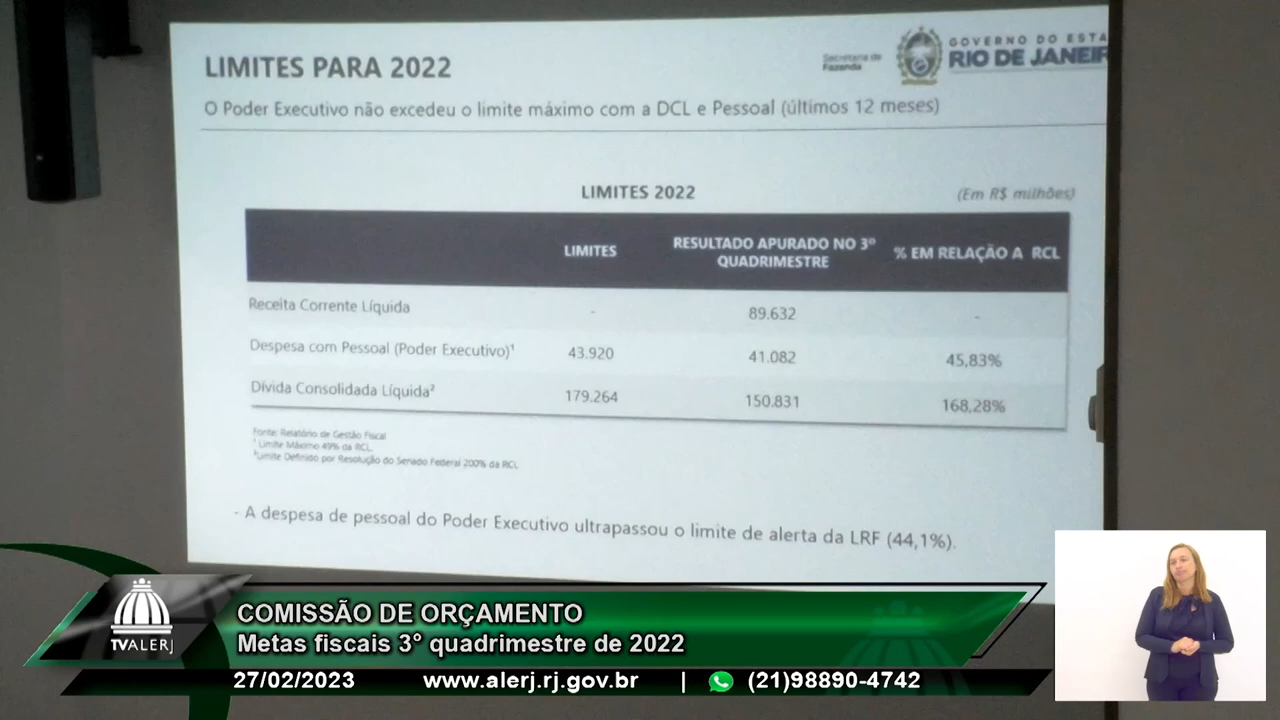 LIMITES PARA 2022
Secretaria de
Fazenda
GOVERNO DO ESTA
RIO DE JANEIR
O Poder Executivo não excedeu o limite máximo com a DCL e Pessoal (últimos 12 meses)
LIMITES 2022
(Em R$ milhões)
LIMITES
RESULTADO APURADO NO 3º
QUADRIMESTRE
% EM RELAÇÃO A RCL
Receita Corrente Líquida - 89.632 -
Despesa com Pessoal (Poder Executivo)¹ 43.920 41.082 45,83%
Dívida Consolidada Líquida² 179.264 150.831 168,28%
Fonte: Relatório de Gestão Fiscal
¹ Limite Máximo 49% da RCL.
²Limite Definido por Resolução do Senado Federal 200% da RCL
- A despesa de pessoal do Poder Executivo ultrapassou o limite de alerta da LRF (44,1%).
TVALERJ
COMISSÃO DE ORÇAMENTO
Metas fiscais 3° quadrimestre de 2022
27/02/2023 www.alerj.rj.gov.br | (21)98890-4742